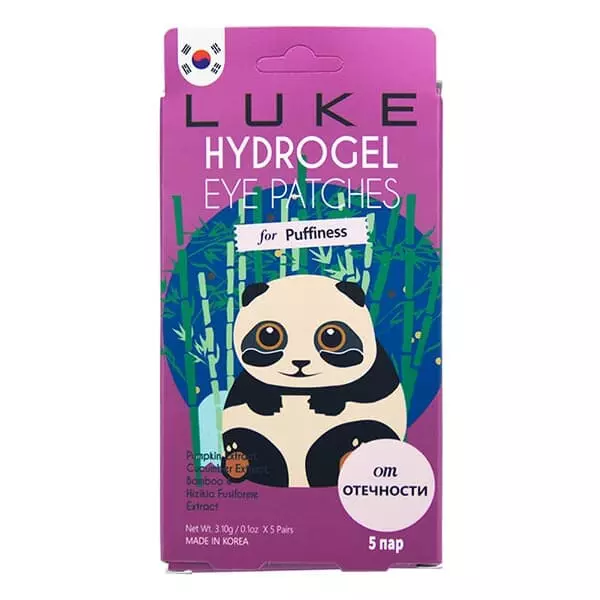 LUKE
HYDROGEL
EYE PATCHES
for Puffiness
Pumpkin Extract,
Cucumber Extract,
Bamboo &
Hizikia Fusiforme
Extract
Net Wt. 3.10g / 0.1oz X 5 Pairs
MADE IN KOREA
от
ОТЕЧНОСТИ
5 пар